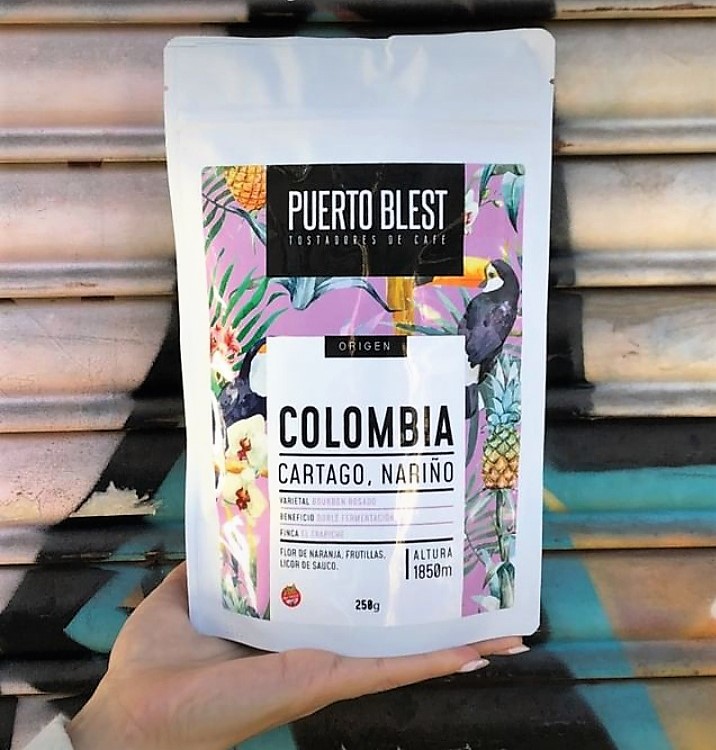 PUERTO BLEST
TOSTADORES DE CAFÉ
ORIGEN
COLOMBIA
CARTAGO, NARIÑO
VARIETAL BOURBON ROSADO
BENEFICIO DOBLE FERMENTACIÓN
FINCA EL TRAPICHE
FLOR DE NARANJA, FRUTILLAS,
LICOR DE SAUCO.
ALTURA
1850m
250g